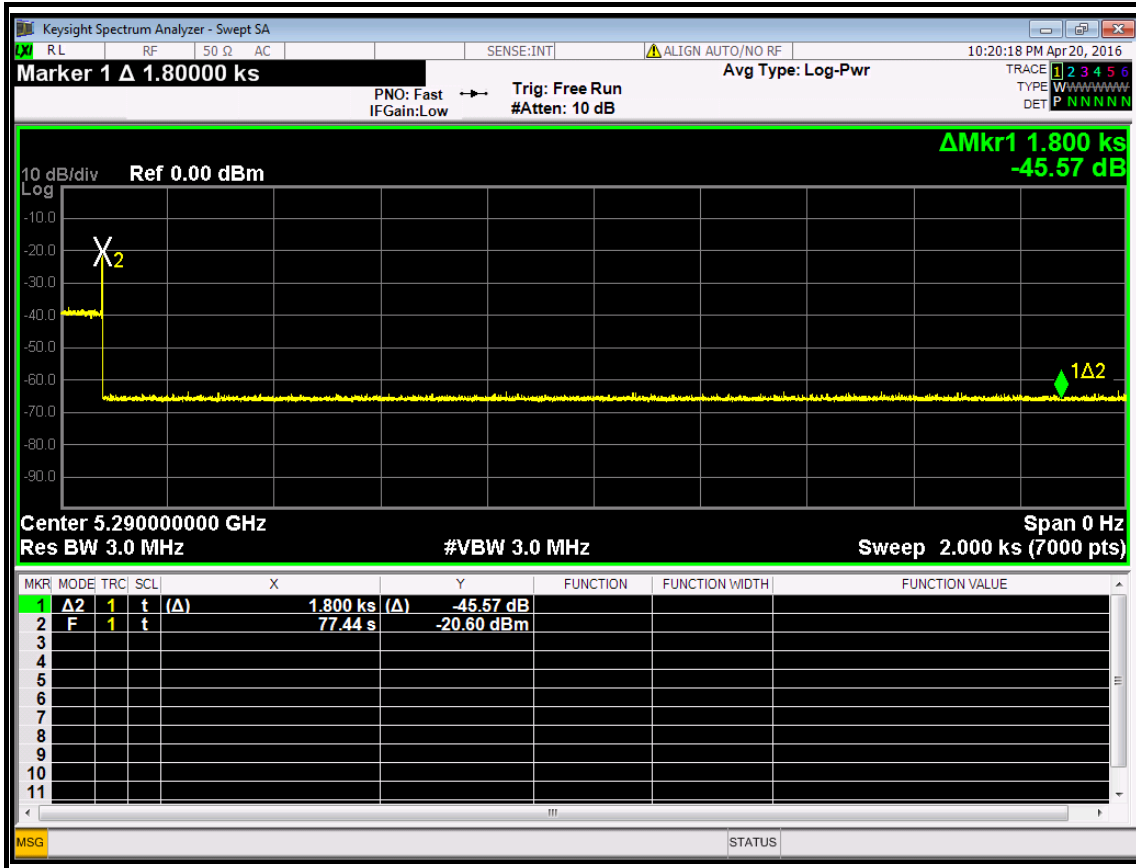 Keysight Spectrum Analyzer - Swept SA
LXI RL RF 50 Ω AC SENSE:INT ALIGN AUTO/NO RF 10:20:18 PM Apr 20, 2016
Marker 1 Δ 1.80000 ks
PNO: Fast
IFGain:Low
Trig: Free Run
#Atten: 10 dB
Avg Type: Log-Pwr
TRACE 1 2 3 4 5 6
TYPE W
DET P N N N N N
ΔMkr1 1.800 ks
-45.57 dB
10 dB/div Ref 0.00 dBm
Log
-10.0
-20.0
-30.0
-40.0
-50.0
-60.0
-70.0
-80.0
-90.0
2
1Δ2
Center 5.290000000 GHz Span 0 Hz
Res BW 3.0 MHz #VBW 3.0 MHz Sweep 2.000 ks (7000 pts)
MKR MODE TRC SCL X Y FUNCTION FUNCTION WIDTH FUNCTION VALUE
1 Δ2 1 t (Δ) 1.800 ks (Δ) -45.57 dB
2 F 1 t 77.44 s -20.60 dBm
3
4
5
6
7
8
9
10
11
MSG STATUS